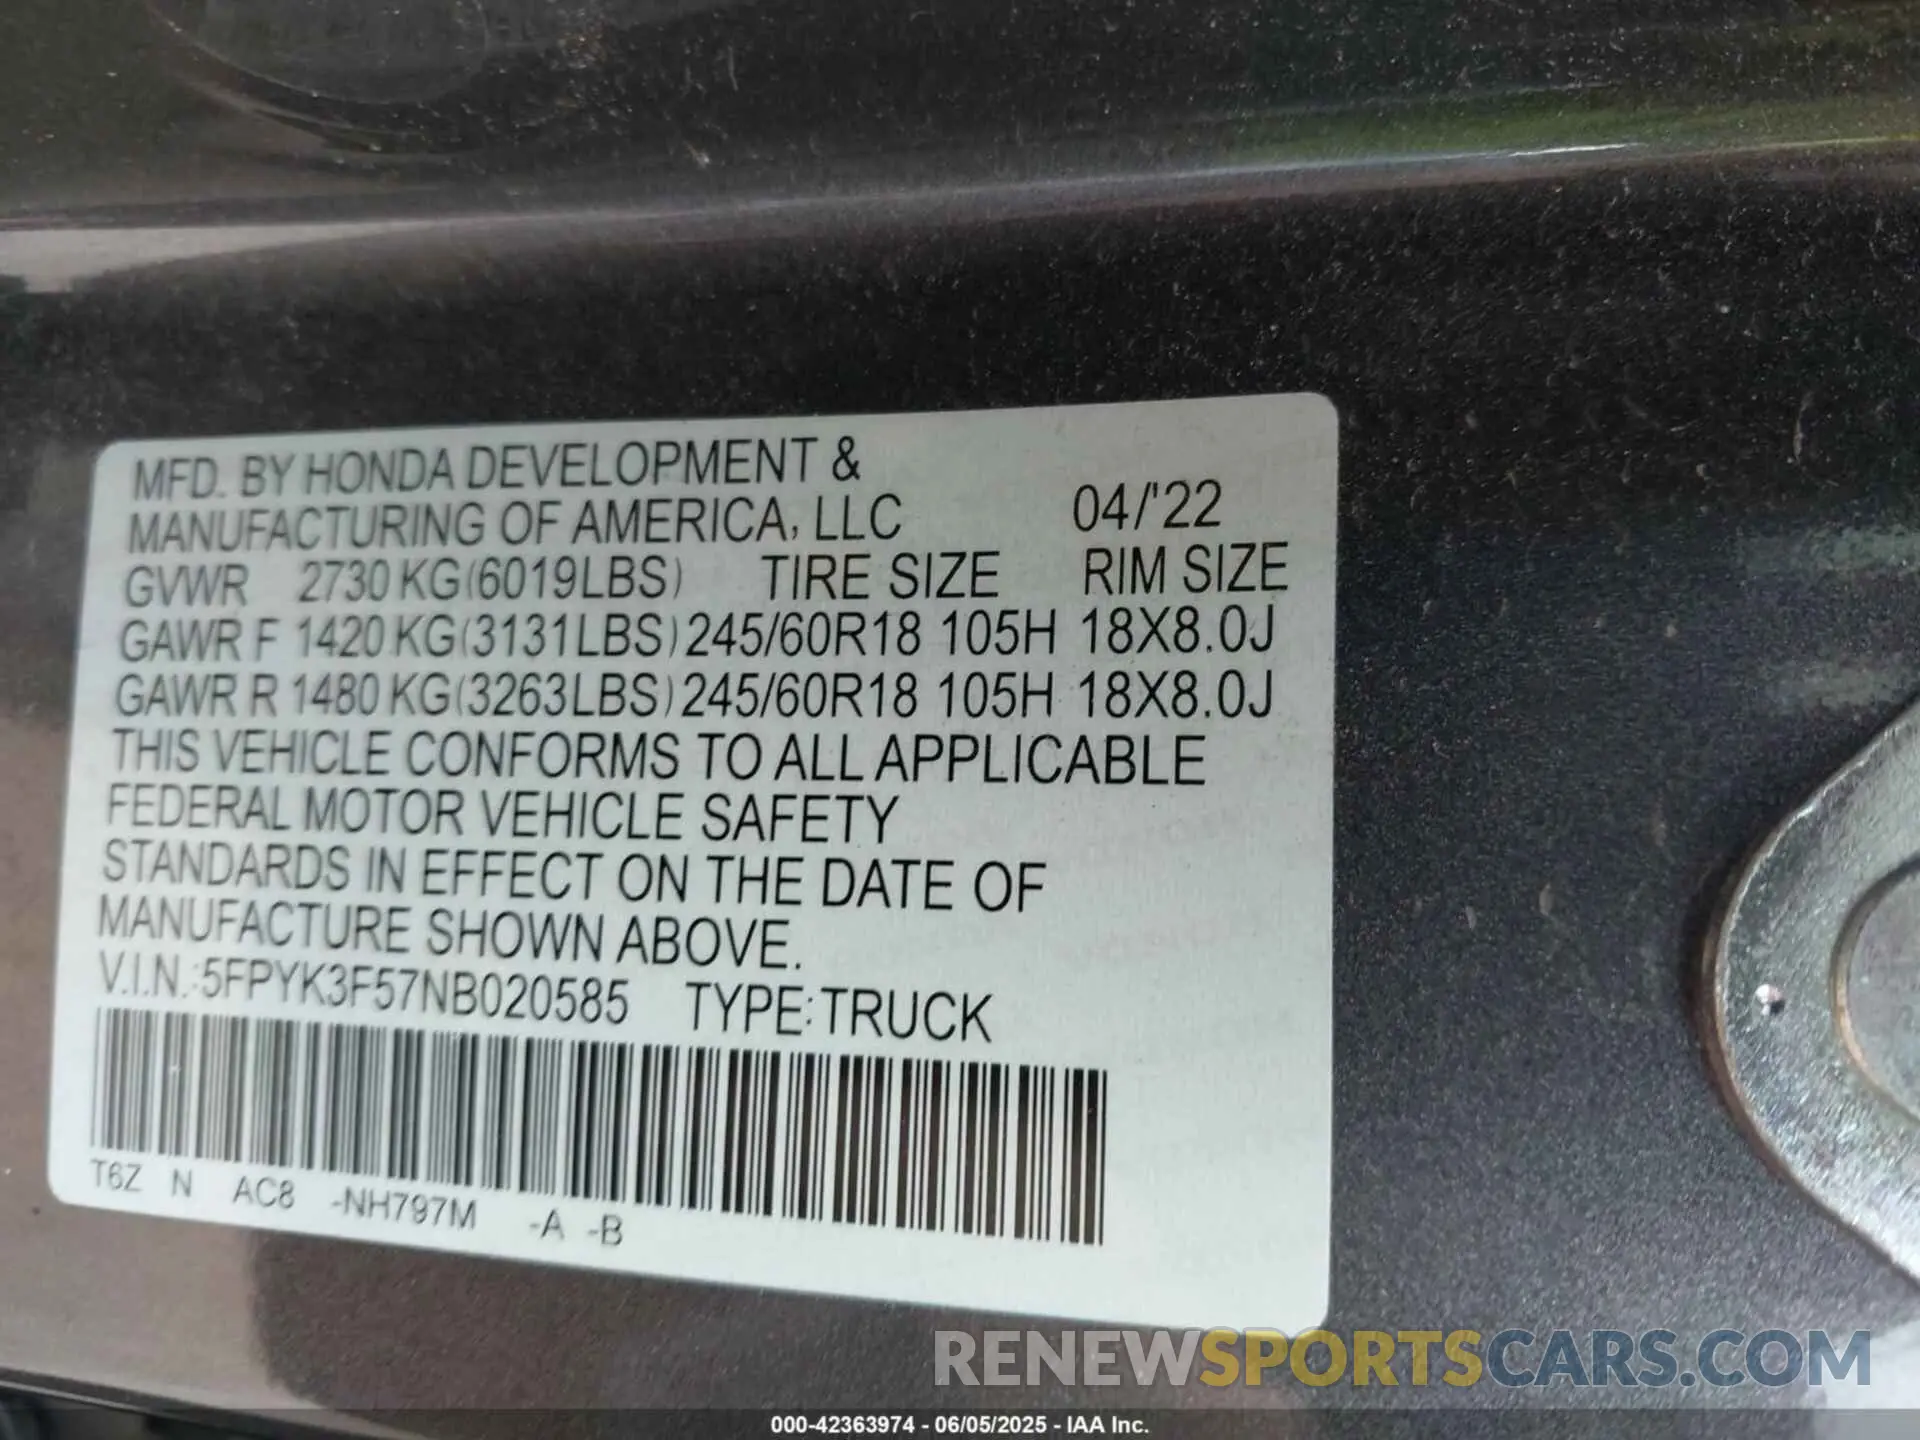 MFD. BY HONDA DEVELOPMENT &
MANUFACTURING OF AMERICA, LLC 04/'22
GVWR 2730 KG(6019LBS) TIRE SIZE RIM SIZE
GAWR F 1420 KG(3131LBS) 245/60R18 105H 18X8.0J
GAWR R 1480 KG(3263LBS) 245/60R18 105H 18X8.0J
THIS VEHICLE CONFORMS TO ALL APPLICABLE
FEDERAL MOTOR VEHICLE SAFETY
STANDARDS IN EFFECT ON THE DATE OF
MANUFACTURE SHOWN ABOVE.
V.I.N.:5FPYK3F57NB020585 TYPE:TRUCK
T6Z N AC8 -NH797M -A -B
RENEWSPORTSCARS.COM
000-42363974 - 06/05/2025 - IAA Inc.